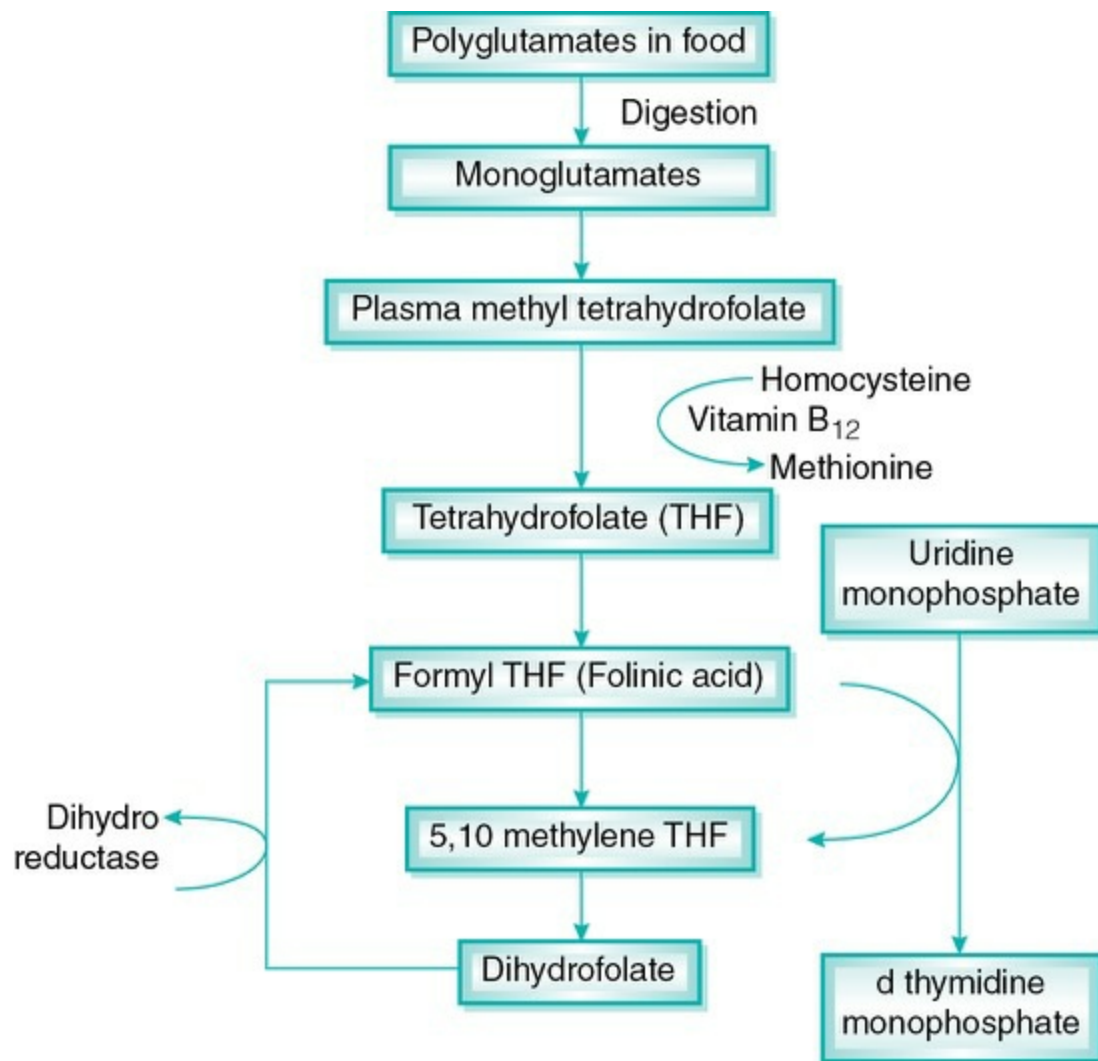 Polyglutamates in food
Digestion
Monoglutamates
Plasma methyl tetrahydrofolate
Homocysteine
Vitamin B₁₂
Methionine
Tetrahydrofolate (THF)
Uridine
monophosphate
Formyl THF (Folinic acid)
Dihydro
reductase
5,10 methylene THF
Dihydrofolate
d thymidine
monophosphate